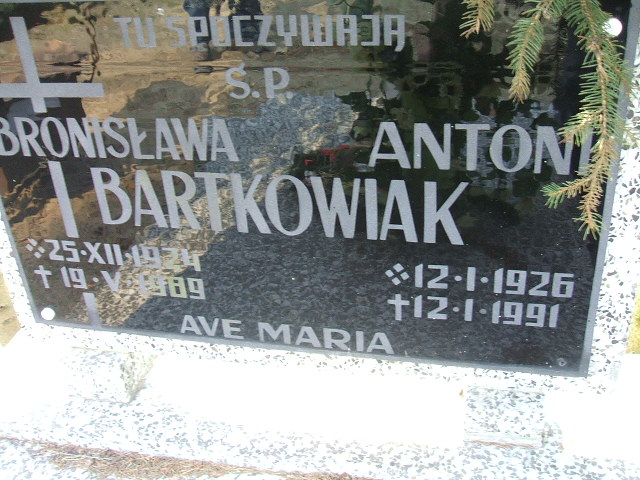 TU SPOCZYWAJĄ
Ś.P.
BRONISŁAWA ANTONI
BARTKOWIAK
25·XII·1924
19·V·1989
12·I·1926
12·I·1991
AVE MARIA